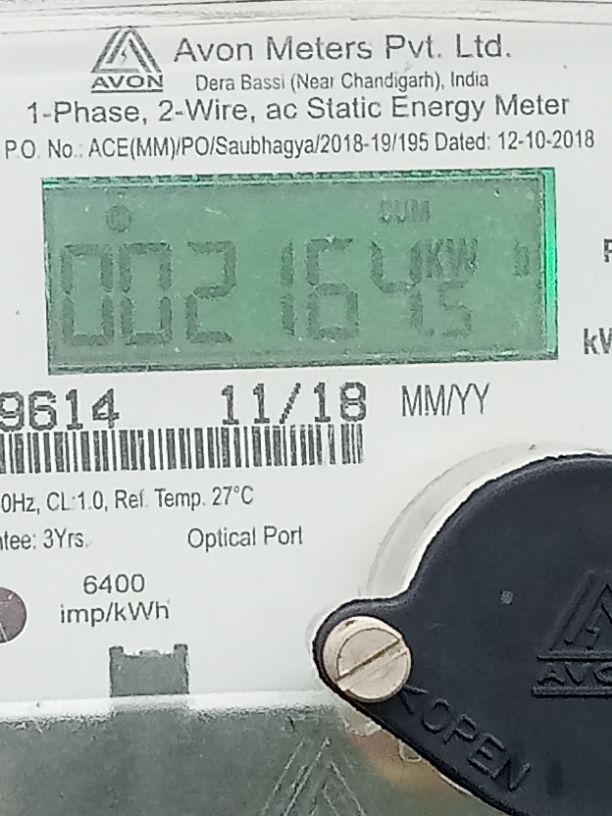 AVON
Avon Meters Pvt. Ltd.
Dera Bassi (Near Chandigarh), India
1-Phase, 2-Wire, ac Static Energy Meter
P.O. No.: ACE(MM)/PO/Saubhagya/2018-19/195 Dated: 12-10-2018
CUM
002164.5 KW h
9614 11/18 MM/YY
0Hz, CL:1.0, Ref. Temp. 27°C
ntee: 3Yrs. Optical Port
6400
imp/kWh
AVO
<OPEN